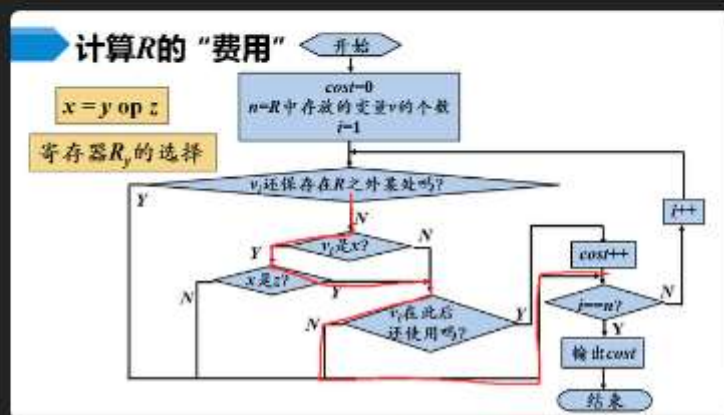 计算R的“费用”
开始
x = y op z
cost=0
n=R中存放的变量v的个数
i=1
寄存器Ry的选择
vi还保存在R之外某处吗?
Y
N
i++
vi是x?
Y
N
cost++
x是z?
N
Y
vi在此后
还使用吗?
N
Y
i==n?
N
Y
输出cost
结束